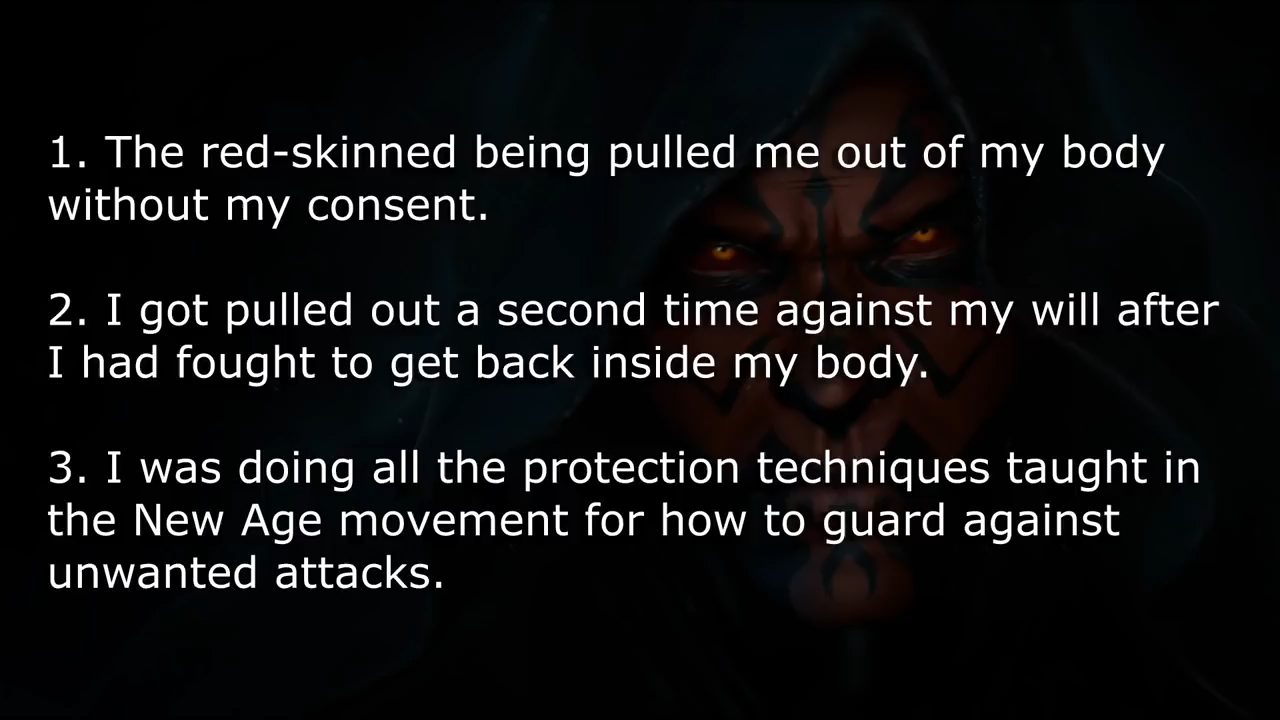 1. The red-skinned being pulled me out of my body
without my consent.
2. I got pulled out a second time against my will after
I had fought to get back inside my body.
3. I was doing all the protection techniques taught in
the New Age movement for how to guard against
unwanted attacks.